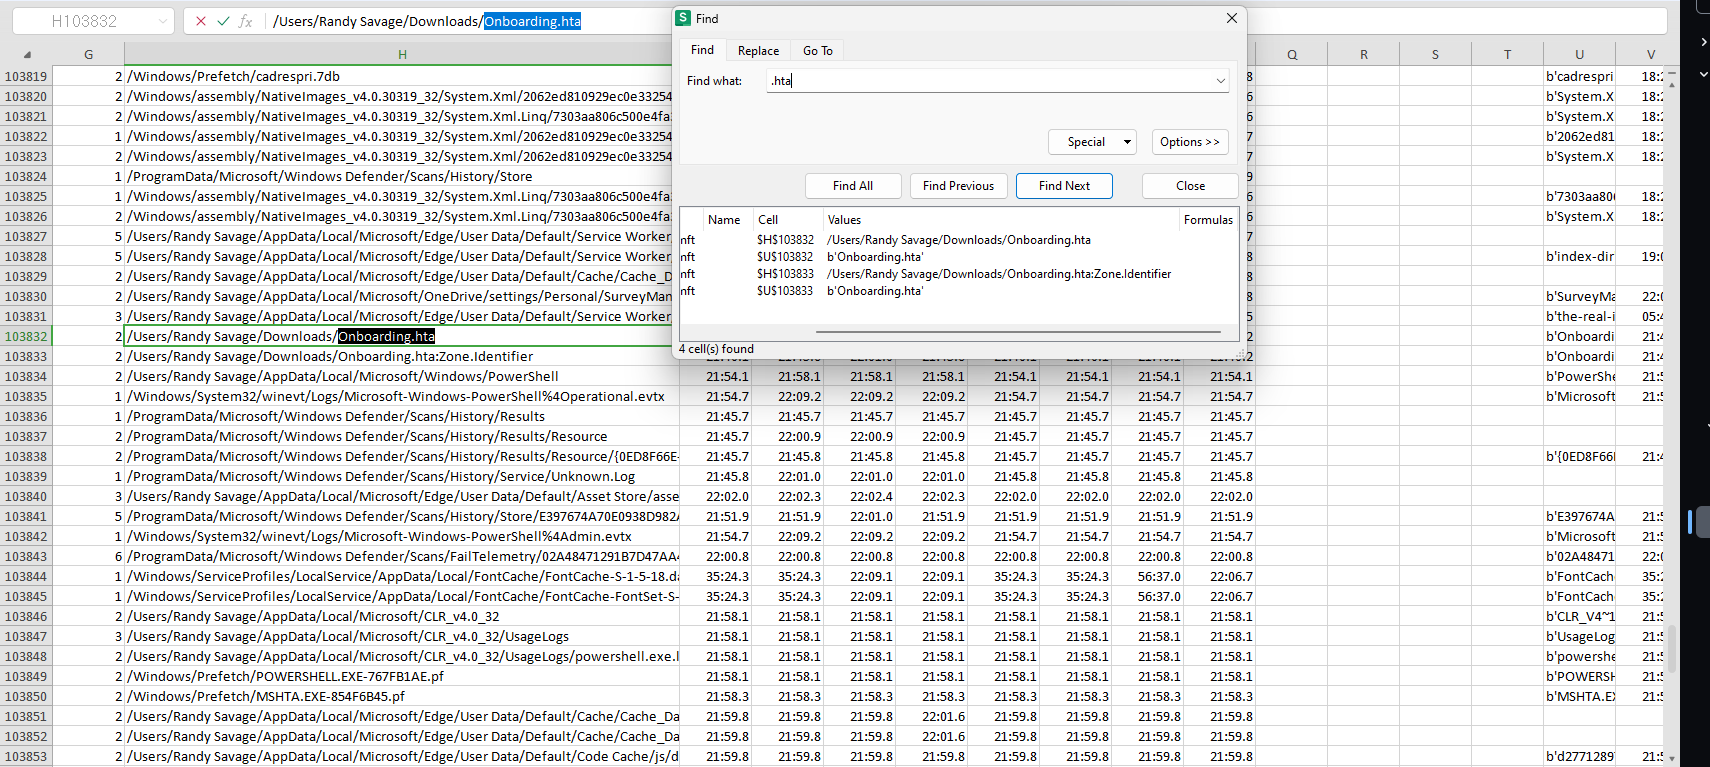 H103832 fx /Users/Randy Savage/Downloads/Onboarding.hta
Find
Find Replace Go To
Find what: .hta
Special Options >>
Find All Find Previous Find Next Close
Name Cell Values Formulas
nft $H$103832 /Users/Randy Savage/Downloads/Onboarding.hta
$U$103832 b'Onboarding.hta'
nft $H$103833 /Users/Randy Savage/Downloads/Onboarding.hta:Zone.Identifier
nft $U$103833 b'Onboarding.hta'
4 cell(s) found
G H Q R S T U V
103819 2 /Windows/Prefetch/cadrespri.7db 8 b'cadrespri 18:2
103820 2 /Windows/assembly/NativeImages_v4.0.30319_32/System.Xml/2062ed810929ec0e33254 6 b'System.X 18:2
103821 2 /Windows/assembly/NativeImages_v4.0.30319_32/System.Xml.Linq/7303aa806c500e4fa 6 b'System.X 18:2
103822 1 /Windows/assembly/NativeImages_v4.0.30319_32/System.Xml/2062ed810929ec0e33254 7 b'2062ed81 18:2
103823 2 /Windows/assembly/NativeImages_v4.0.30319_32/System.Xml/2062ed810929ec0e33254 7 b'System.X 18:2
103824 1 /ProgramData/Microsoft/Windows Defender/Scans/History/Store 9
103825 1 /Windows/assembly/NativeImages_v4.0.30319_32/System.Xml.Linq/7303aa806c500e4fa 6 b'7303aa806 18:2
103826 2 /Windows/assembly/NativeImages_v4.0.30319_32/System.Xml.Linq/7303aa806c500e4fa 6 b'System.X 18:2
103827 5 /Users/Randy Savage/AppData/Local/Microsoft/Edge/User Data/Default/Service Worker 7
103828 5 /Users/Randy Savage/AppData/Local/Microsoft/Edge/User Data/Default/Service Worker 8 b'index-dir 19:0
103829 2 /Users/Randy Savage/AppData/Local/Microsoft/Edge/User Data/Default/Cache/Cache_D 8
103830 2 /Users/Randy Savage/AppData/Local/Microsoft/OneDrive/settings/Personal/SurveyMan 8 b'SurveyMa 22:0
103831 3 /Users/Randy Savage/AppData/Local/Microsoft/Edge/User Data/Default/Service Worker 5 b'the-real-i 05:4
103832 2 /Users/Randy Savage/Downloads/Onboarding.hta 2 b'Onboardi 21:4
103833 2 /Users/Randy Savage/Downloads/Onboarding.hta:Zone.Identifier b'Onboardi 21:4
103834 2 /Users/Randy Savage/AppData/Local/Microsoft/Windows/PowerShell 21:54.1 21:58.1 21:58.1 21:58.1 21:54.1 21:54.1 21:54.1 21:54.1 b'PowerShe 21:5
103835 1 /Windows/System32/winevt/Logs/Microsoft-Windows-PowerShell%4Operational.evtx 21:54.7 22:09.2 22:09.2 22:09.2 21:54.7 21:54.7 21:54.7 21:54.7 b'Microsoft 21:5
103836 1 /ProgramData/Microsoft/Windows Defender/Scans/History/Results 21:45.7 21:45.7 21:45.7 21:45.7 21:45.7 21:45.7 21:45.7 21:45.7
103837 2 /ProgramData/Microsoft/Windows Defender/Scans/History/Results/Resource 21:45.7 22:00.9 22:00.9 22:00.9 21:45.7 21:45.7 21:45.7 21:45.7
103838 2 /ProgramData/Microsoft/Windows Defender/Scans/History/Results/Resource/{0ED8F66E- 21:45.7 21:45.8 21:45.8 21:45.8 21:45.7 21:45.7 21:45.7 21:45.7 b'{0ED8F66I 21:4
103839 1 /ProgramData/Microsoft/Windows Defender/Scans/History/Service/Unknown.Log 21:45.8 22:01.0 22:01.0 22:01.0 21:45.8 21:45.8 21:45.8 21:45.8
103840 3 /Users/Randy Savage/AppData/Local/Microsoft/Edge/User Data/Default/Asset Store/asse 22:02.0 22:02.3 22:02.4 22:02.3 22:02.0 22:02.0 22:02.0 22:02.0
103841 5 /ProgramData/Microsoft/Windows Defender/Scans/History/Store/E397674A70E0938D982A 21:51.9 21:51.9 22:01.0 21:51.9 21:51.9 21:51.9 21:51.9 21:51.9 b'E397674A 21:5
103842 1 /Windows/System32/winevt/Logs/Microsoft-Windows-PowerShell%4Admin.evtx 21:54.7 22:09.2 22:09.2 22:09.2 21:54.7 21:54.7 21:54.7 21:54.7 b'Microsoft 21:5
103843 6 /ProgramData/Microsoft/Windows Defender/Scans/FailTelemetry/02A48471291B7D47AA4 22:00.8 22:00.8 22:00.8 22:00.8 22:00.8 22:00.8 22:00.8 22:00.8 b'02A48471 22:0
103844 1 /Windows/ServiceProfiles/LocalService/AppData/Local/FontCache/FontCache-S-1-5-18.da 35:24.3 35:24.3 22:09.1 22:09.1 35:24.3 35:24.3 56:37.0 22:06.7 b'FontCach 35:2
103845 1 /Windows/ServiceProfiles/LocalService/AppData/Local/FontCache/FontCache-FontSet-S- 35:24.3 35:24.3 22:09.1 22:09.1 35:24.3 35:24.3 56:37.0 22:06.7 b'FontCach 35:2
103846 2 /Users/Randy Savage/AppData/Local/Microsoft/CLR_v4.0_32 21:58.1 21:58.1 21:58.1 21:58.1 21:58.1 21:58.1 21:58.1 21:58.1 b'CLR_V4~1 21:5
103847 3 /Users/Randy Savage/AppData/Local/Microsoft/CLR_v4.0_32/UsageLogs 21:58.1 21:58.1 21:58.1 21:58.1 21:58.1 21:58.1 21:58.1 21:58.1 b'UsageLog 21:5
103848 2 /Users/Randy Savage/AppData/Local/Microsoft/CLR_v4.0_32/UsageLogs/powershell.exe.l 21:58.1 21:58.1 21:58.1 21:58.1 21:58.1 21:58.1 21:58.1 21:58.1 b'powershe 21:5
103849 2 /Windows/Prefetch/POWERSHELL.EXE-767FB1AE.pf 21:58.1 21:58.1 21:58.1 21:58.1 21:58.1 21:58.1 21:58.1 21:58.1 b'POWERSH 21:5
103850 2 /Windows/Prefetch/MSHTA.EXE-854F6B45.pf 21:58.3 21:58.3 21:58.3 21:58.3 21:58.3 21:58.3 21:58.3 21:58.3 b'MSHTA.EX 21:5
103851 2 /Users/Randy Savage/AppData/Local/Microsoft/Edge/User Data/Default/Cache/Cache_Da 21:59.8 21:59.8 21:59.8 22:01.6 21:59.8 21:59.8 21:59.8 21:59.8
103852 2 /Users/Randy Savage/AppData/Local/Microsoft/Edge/User Data/Default/Cache/Cache_Da 21:59.8 21:59.8 21:59.8 22:01.6 21:59.8 21:59.8 21:59.8 21:59.8
103853 2 /Users/Randy Savage/AppData/Local/Microsoft/Edge/User Data/Default/Code Cache/js/d 21:59.8 21:59.8 21:59.8 21:59.8 21:59.8 21:59.8 21:59.8 21:59.8 b'd2771289 21:5